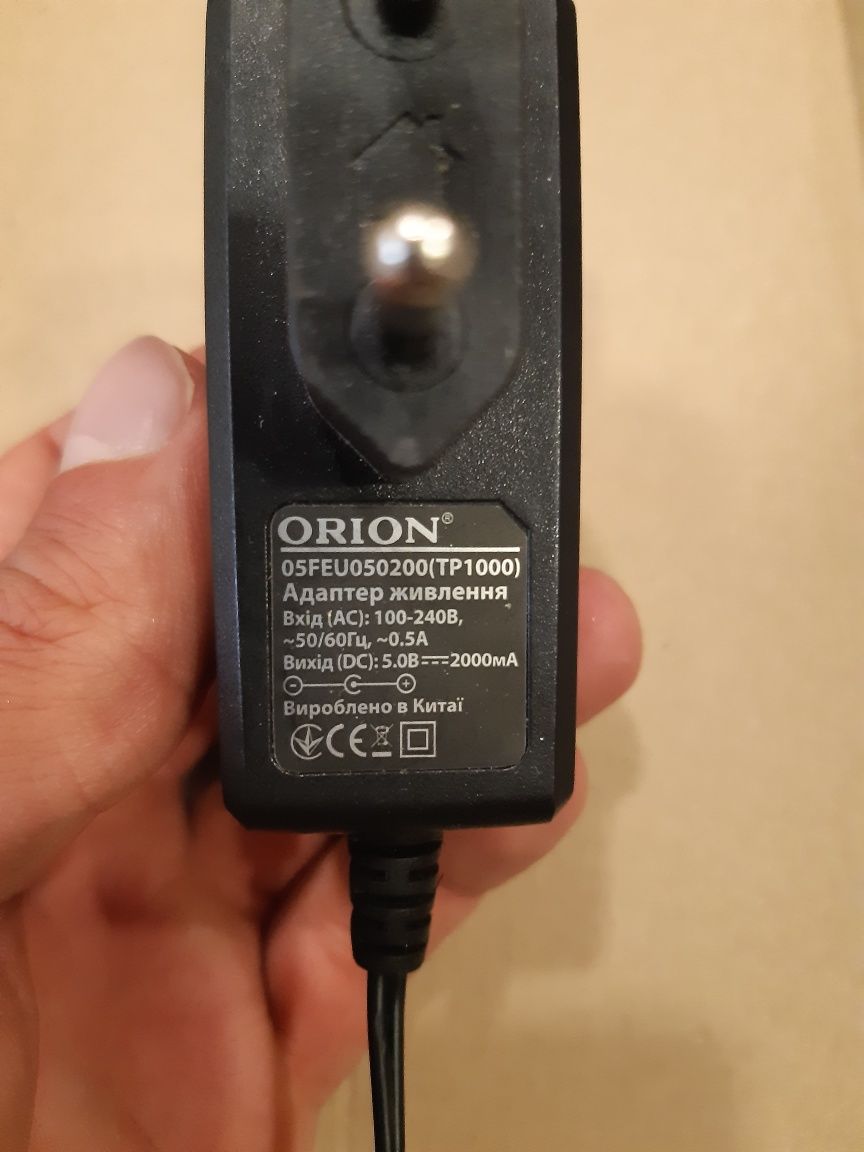 ORION®
05FEU050200(TP1000)
Адаптер живлення
Вхід (AC): 100-240В,
~50/60Гц, ~0.5А
Вихід (DC): 5.0В⎓2000мА
Вироблено в Китаї
CE